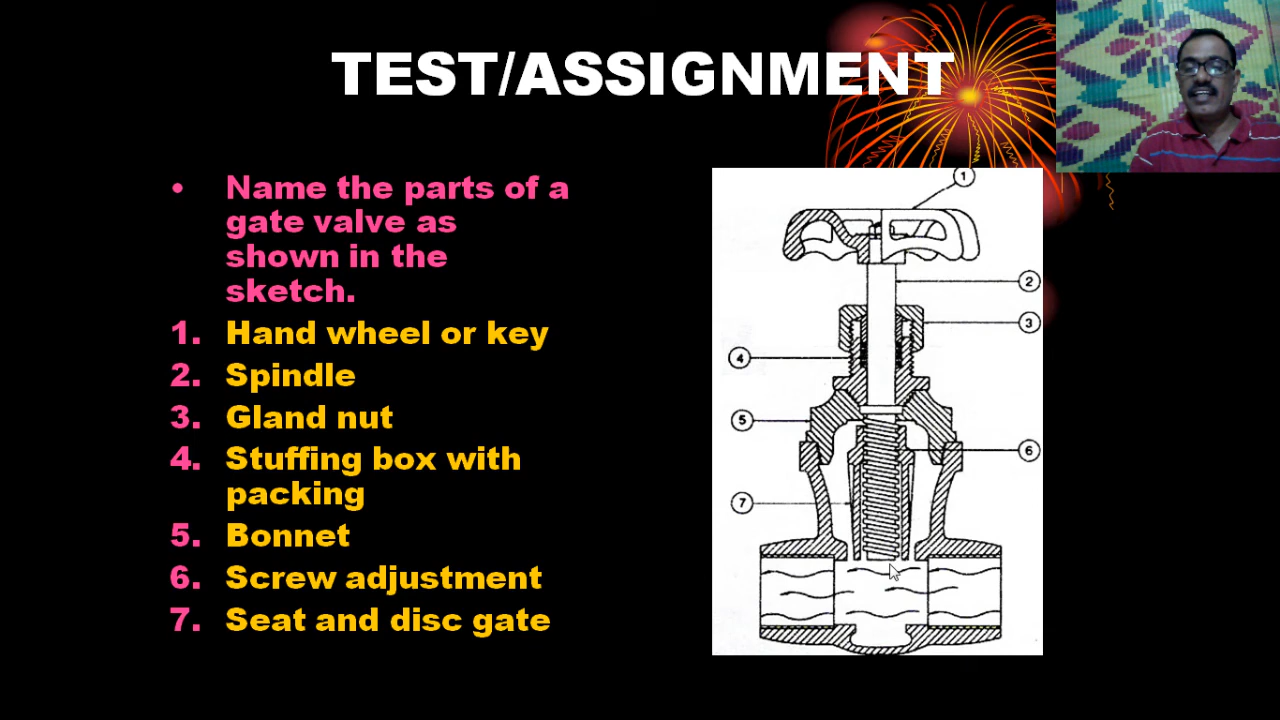 TEST/ASSIGNMENT
• Name the parts of a
gate valve as
shown in the
sketch.
1. Hand wheel or key
2. Spindle
3. Gland nut
4. Stuffing box with
packing
5. Bonnet
6. Screw adjustment
7. Seat and disc gate
1
2
3
4
5
6
7